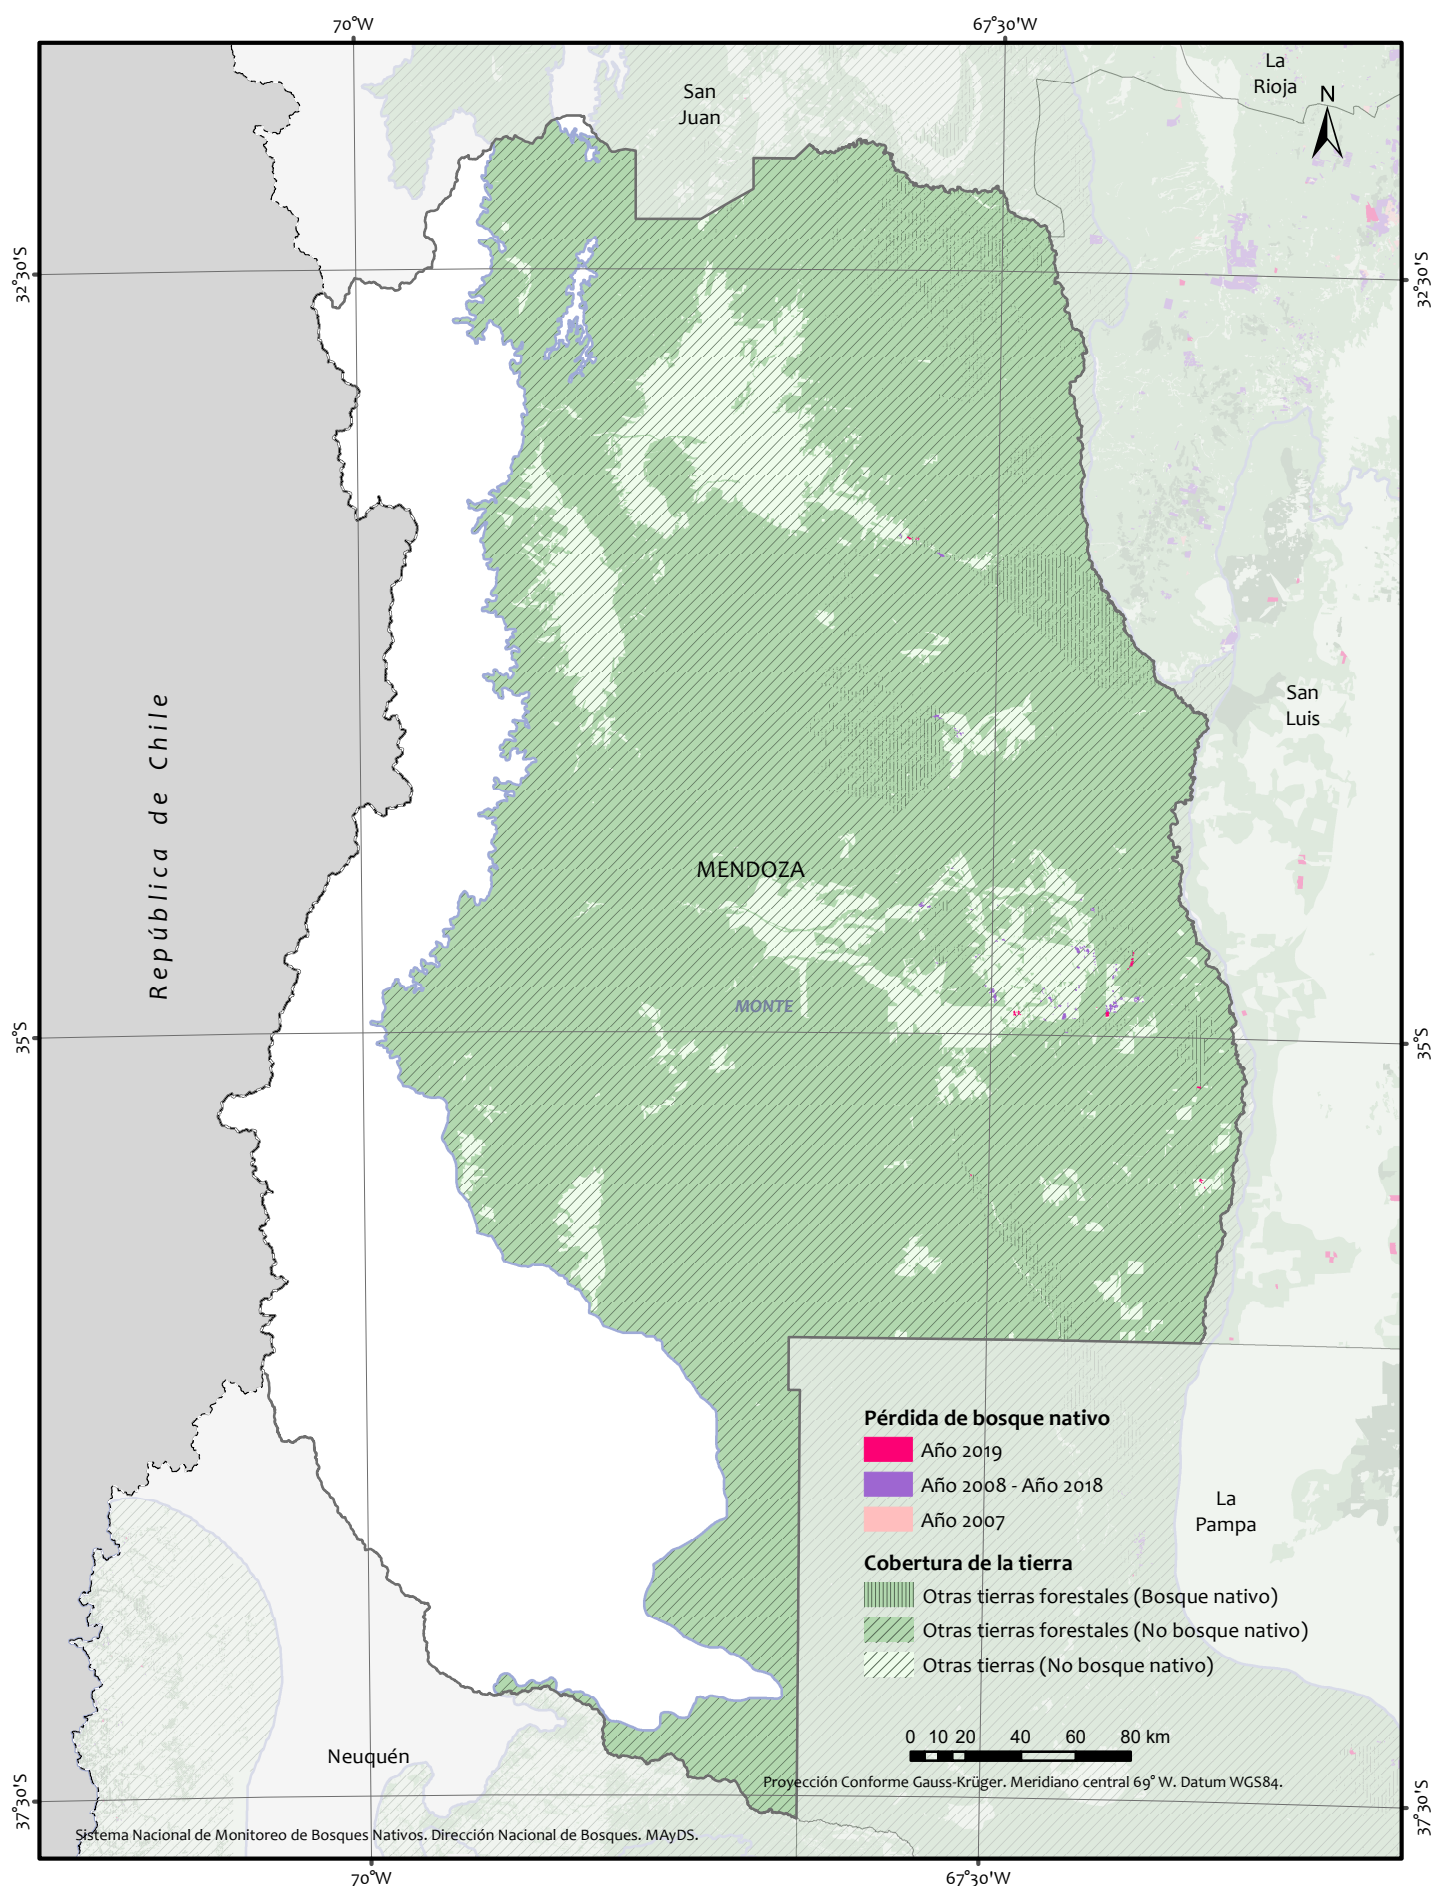 70°W
67°30'W
La
Rioja
San
Juan
N
32°30'S
32°30'S
República de Chile
San
Luis
MENDOZA
MONTE
35°S
35°S
Pérdida de bosque nativo
Año 2019
Año 2008 - Año 2018
Año 2007
La
Pampa
Cobertura de la tierra
Otras tierras forestales (Bosque nativo)
Otras tierras forestales (No bosque nativo)
Otras tierras (No bosque nativo)
0 10 20 40 60 80 km
Neuquén
Proyección Conforme Gauss-Krüger. Meridiano central 69° W. Datum WGS84.
37°30'S
37°30'S
Sistema Nacional de Monitoreo de Bosques Nativos. Dirección Nacional de Bosques. MAyDS.
70°W
67°30'W